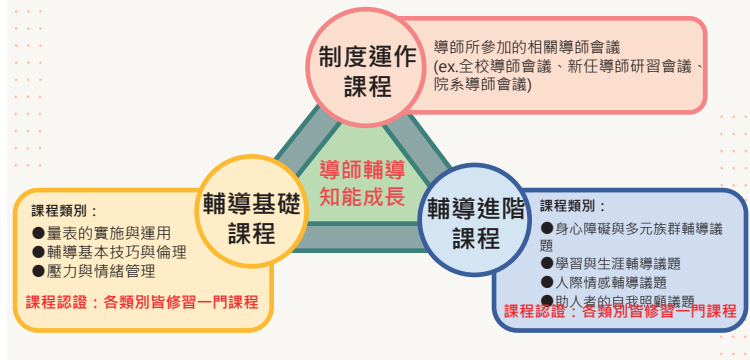 制度運作
課程
導師所參加的相關導師會議
(ex.全校導師會議、新任導師研習會議、
院系導師會議)
導師輔導
知能成長
輔導基礎
課程
課程類別：
●量表的實施與運用
●輔導基本技巧與倫理
●壓力與情緒管理
課程認證：各類別皆修習一門課程
輔導進階
課程
課程類別：
●身心障礙與多元族群輔導議
題
●學習與生涯輔導議題
●人際情感輔導議題
●助人者的自我照顧議題
課程認證：各類別皆修習一門課程